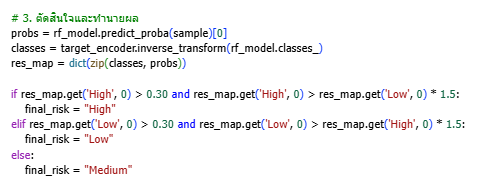 # 3. ตัดสินใจและทำนายผล
probs = rf_model.predict_proba(sample)[0]
classes = target_encoder.inverse_transform(rf_model.classes_)
res_map = dict(zip(classes, probs))
if res_map.get('High', 0) > 0.30 and res_map.get('High', 0) > res_map.get('Low', 0) * 1.5:
    final_risk = "High"
elif res_map.get('Low', 0) > 0.30 and res_map.get('Low', 0) > res_map.get('High', 0) * 1.5:
    final_risk = "Low"
else:
    final_risk = "Medium"